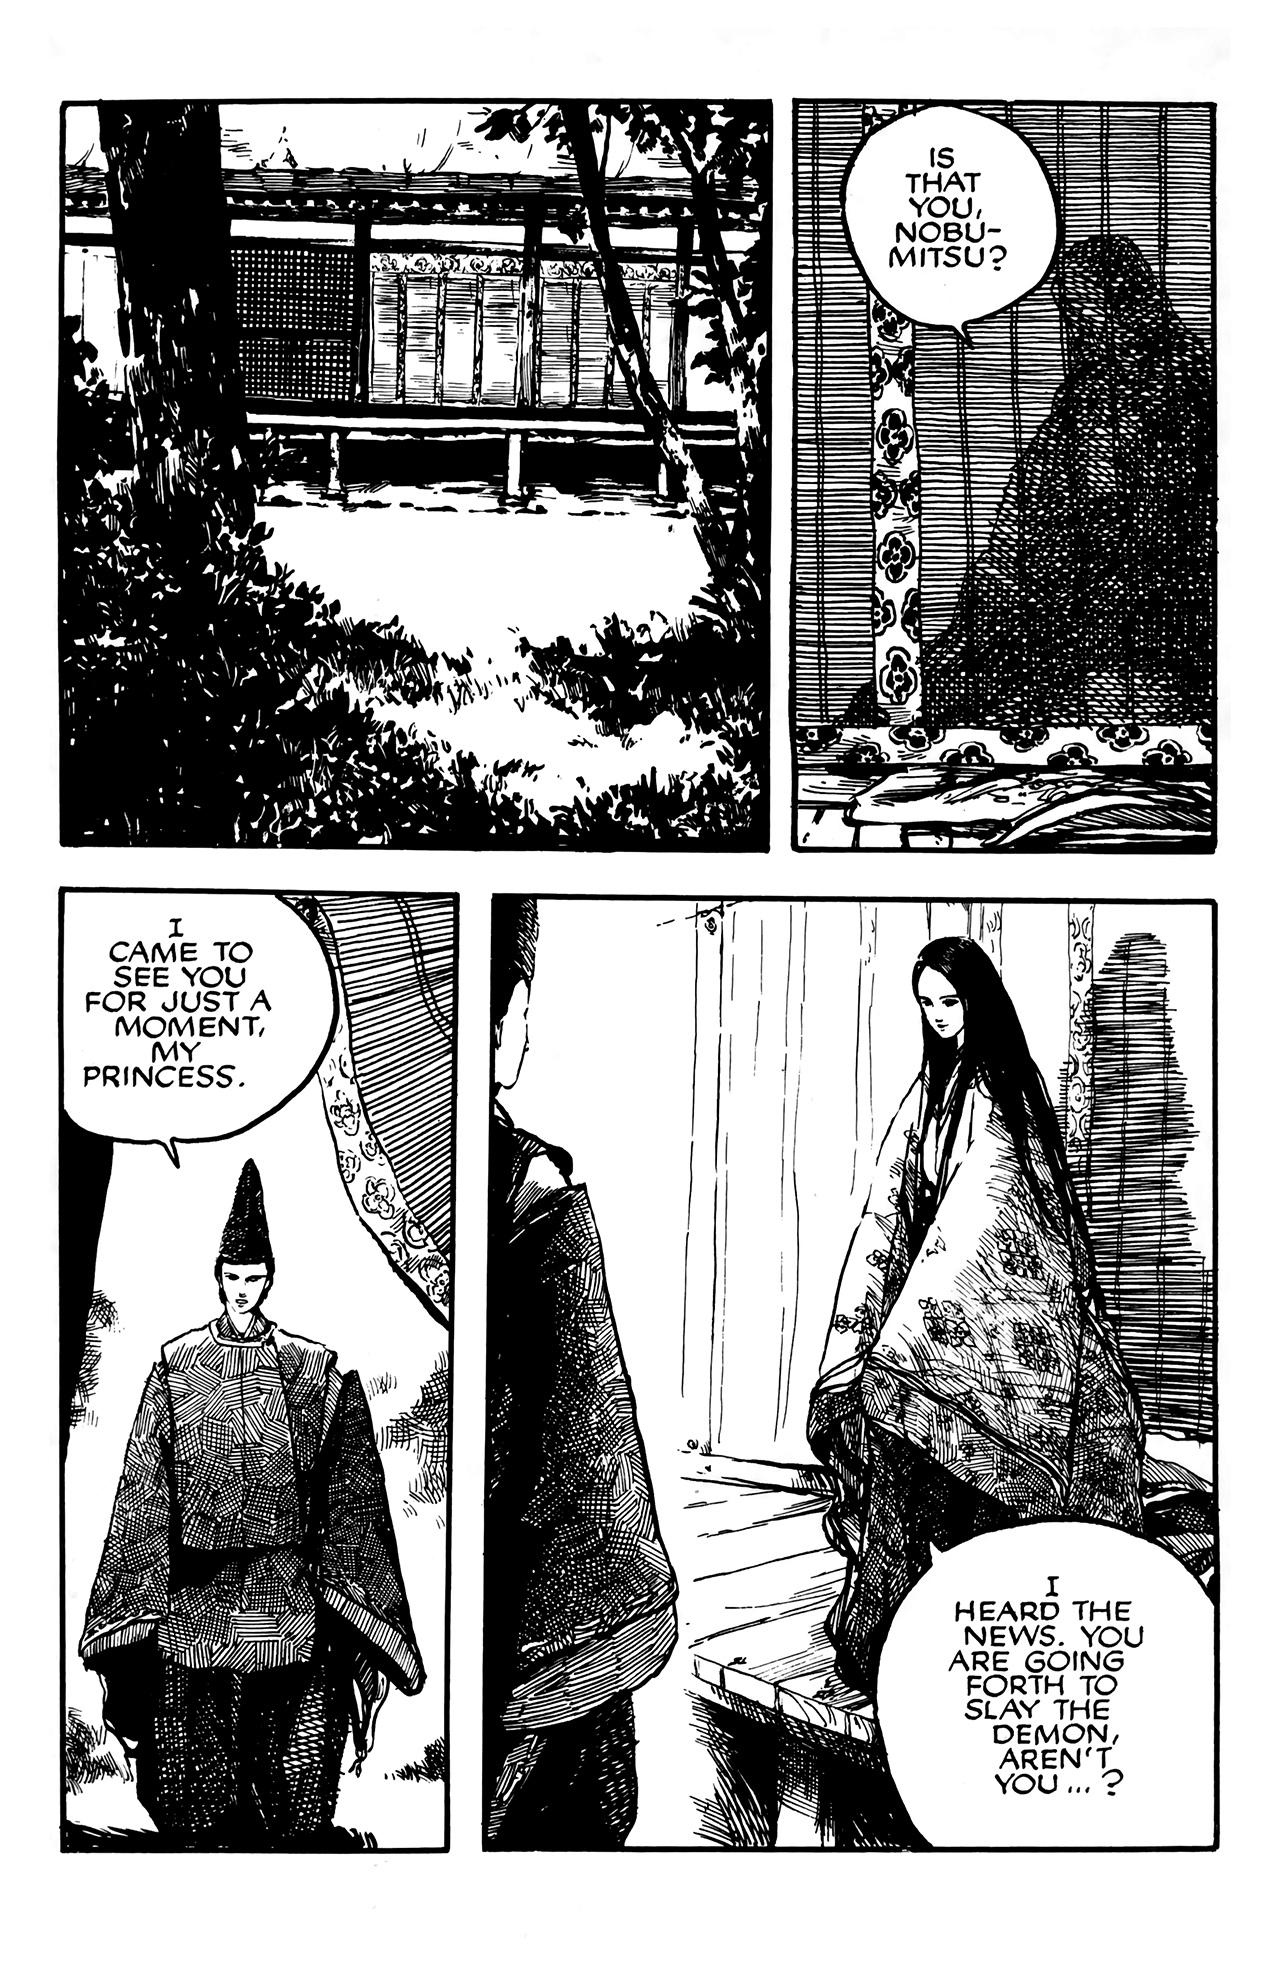 IS
THAT
YOU,
NOBU-
MITSU?
I
CAME TO
SEE YOU
FOR JUST A
MOMENT,
MY
PRINCESS.
I
HEARD THE
NEWS. YOU
ARE GOING
FORTH TO
SLAY THE
DEMON,
AREN'T
YOU...?